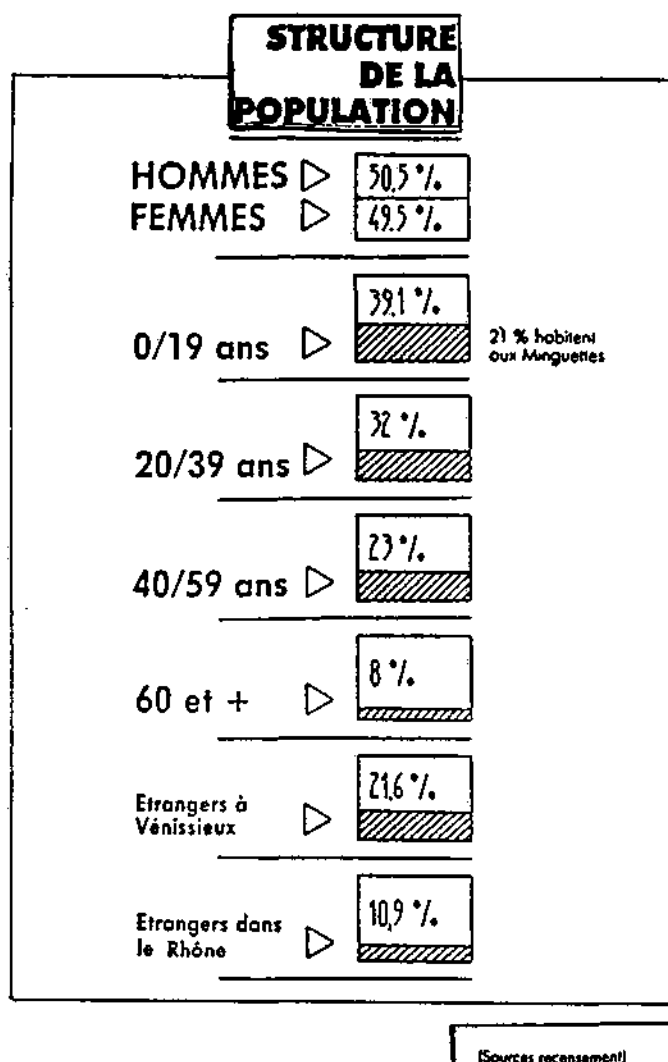 STRUCTURE
DE LA
POPULATION
HOMMES ▷ 50,5 %
FEMMES ▷ 49,5 %
0/19 ans ▷ 39,1 %
21 % habitent
aux Minguettes
20/39 ans ▷ 32 %
40/59 ans ▷ 23 %
60 et + ▷ 8 %
Etrangers à
Vénissieux ▷ 21,6 %
Etrangers dans
le Rhône ▷ 10,9 %
(Sources recensement)